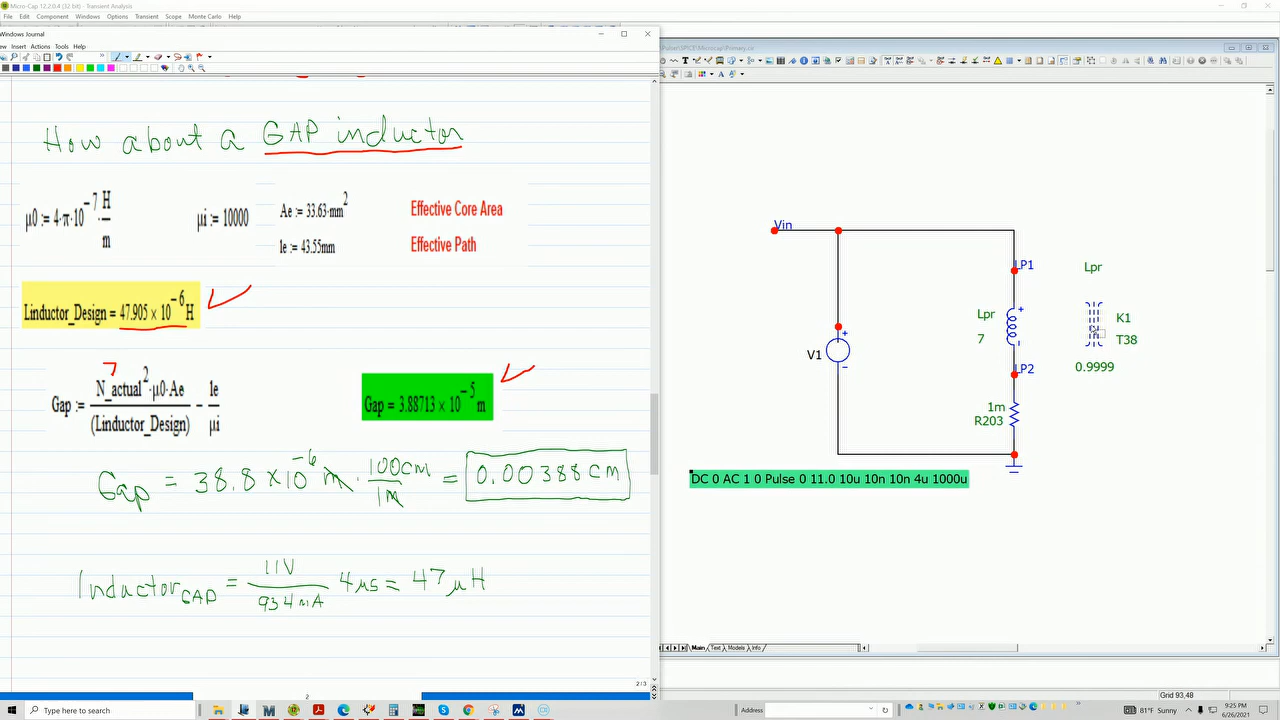 Micro-Cap 12.2.0.4 (32 bit) - Transient Analysis
File Edit Component Windows Options Transient Scope Monte Carlo Help
Windows Journal
Insert Actions Tools Help
How about a GAP inductor
μ0 := 4·π·10^-7 · H/m
μi := 10000
Ae := 33.63·mm^2
Effective Core Area
le := 43.55mm
Effective Path
Linductor_Design = 47.905 × 10^-6 H
7
Gap := N_actual^2·μ0·Ae / (Linductor_Design) − le / μi
Gap = 3.88713 × 10^-5 m
Gap = 38.8 × 10^-6 m · 100cm / 1m = 0.00388 cm
Inductor GAP = 11V / 934mA 4μs = 47μH
2
2 / 3
Vin
LP1
Lpr
Lpr
+
K1
7
T38
V1
+
-
LP2
0.9999
1m
R203
DC 0 AC 1 0 Pulse 0 11.0 10u 10n 10n 4u 1000u
Main Text Models Info
Grid 93,48
Type here to search
Address
81°F Sunny
9:25 PM
6/26/2021